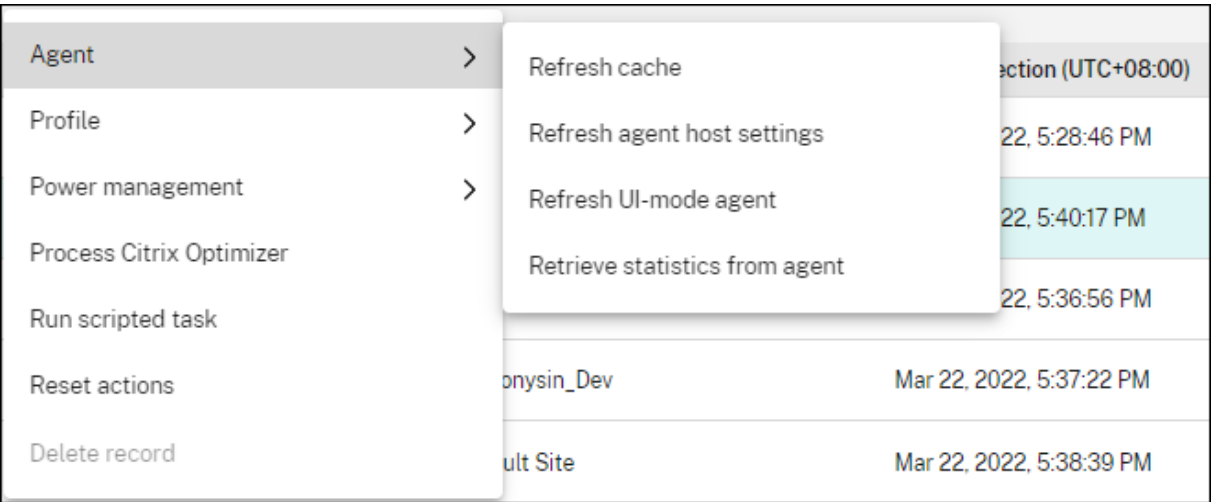 Agent
Profile
Power management
Process Citrix Optimizer
Run scripted task
Reset actions
Delete record
Refresh cache
Refresh agent host settings
Refresh UI-mode agent
Retrieve statistics from agent
ection (UTC+08:00)
22, 5:28:46 PM
22, 5:40:17 PM
22, 5:36:56 PM
onysin_Dev Mar 22, 2022, 5:37:22 PM
ult Site Mar 22, 2022, 5:38:39 PM